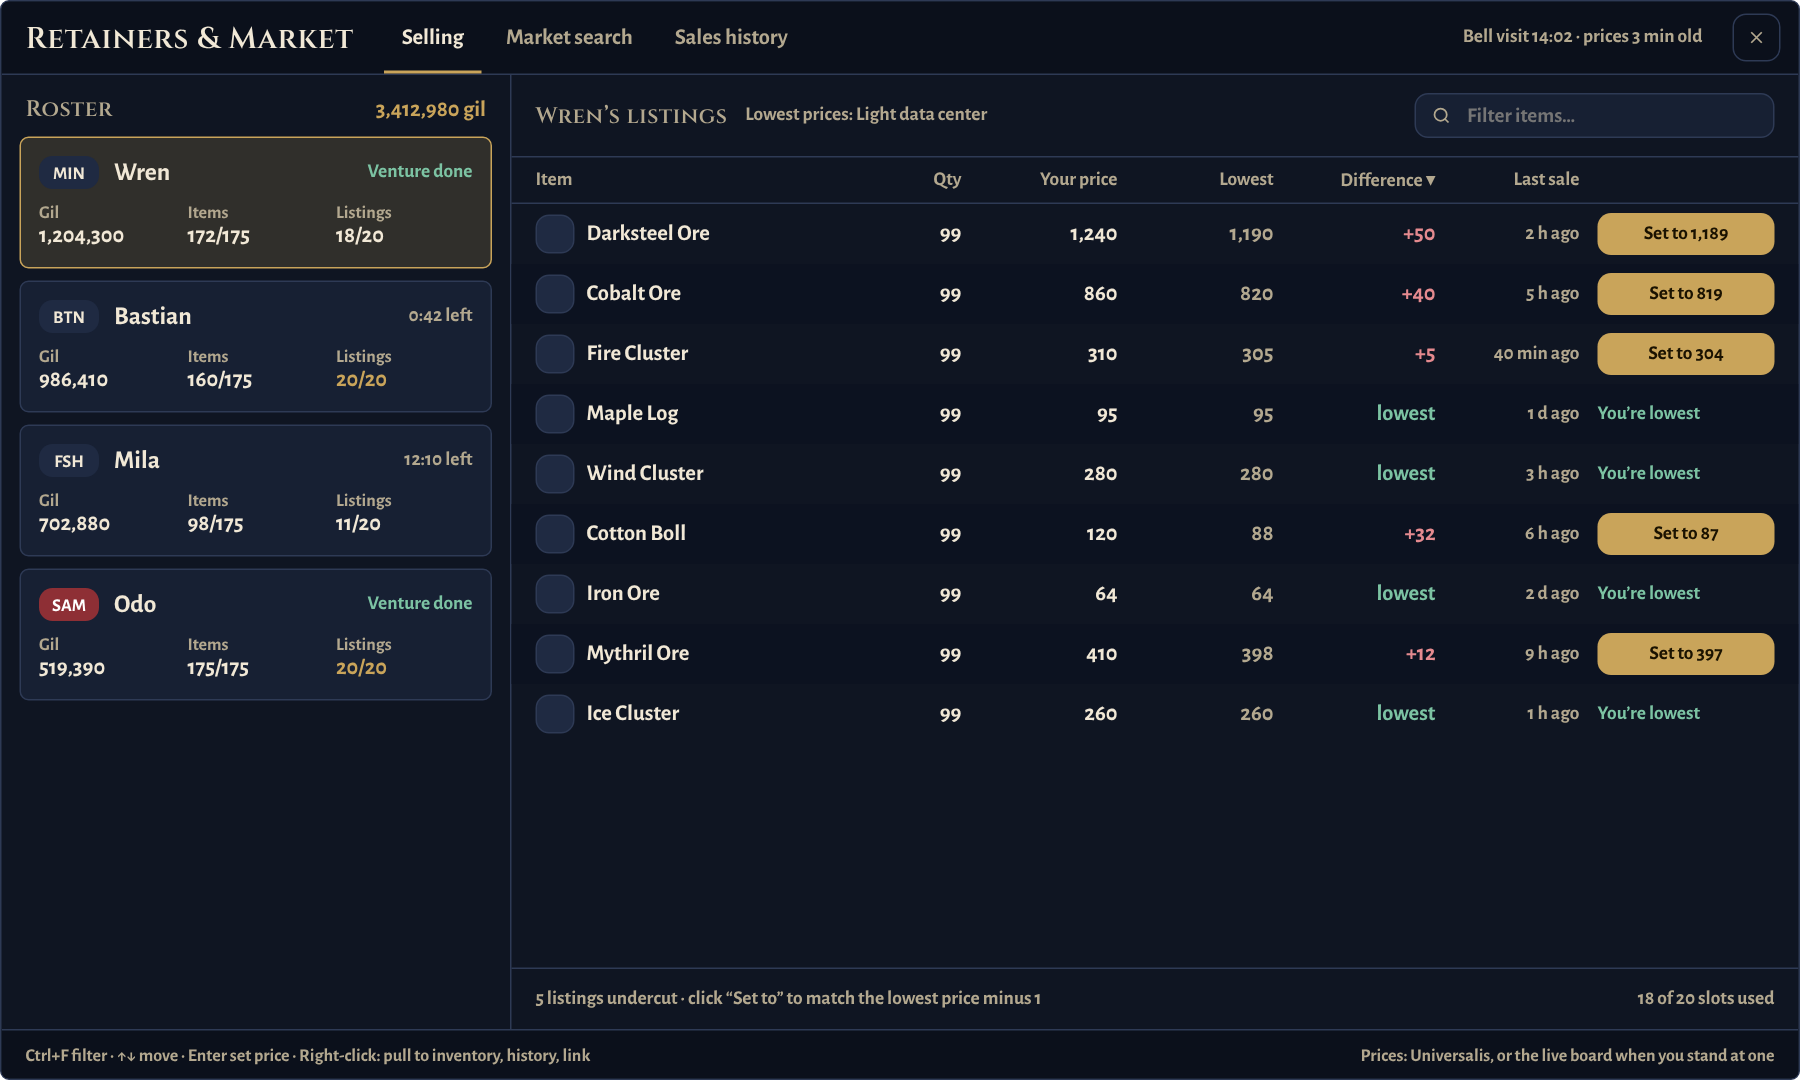 Retainers & Market
Selling
Market search
Sales history
Bell visit 14:02 · prices 3 min old
Roster
3,412,980 gil
MIN
Wren
Venture done
Gil
Items
Listings
1,204,300
172/175
18/20
BTN
Bastian
0:42 left
Gil
Items
Listings
986,410
160/175
20/20
FSH
Mila
12:10 left
Gil
Items
Listings
702,880
98/175
11/20
SAM
Odo
Venture done
Gil
Items
Listings
519,390
175/175
20/20
Wren’s listings
Lowest prices: Light data center
Filter items...
Item Qty Your price Lowest Difference ▾ Last sale
Darksteel Ore 99 1,240 1,190 +50 2 h ago Set to 1,189
Cobalt Ore 99 860 820 +40 5 h ago Set to 819
Fire Cluster 99 310 305 +5 40 min ago Set to 304
Maple Log 99 95 95 lowest 1 d ago You’re lowest
Wind Cluster 99 280 280 lowest 3 h ago You’re lowest
Cotton Boll 99 120 88 +32 6 h ago Set to 87
Iron Ore 99 64 64 lowest 2 d ago You’re lowest
Mythril Ore 99 410 398 +12 9 h ago Set to 397
Ice Cluster 99 260 260 lowest 1 h ago You’re lowest
5 listings undercut · click “Set to” to match the lowest price minus 1
18 of 20 slots used
Ctrl+F filter · ↑↓ move · Enter set price · Right-click: pull to inventory, history, link
Prices: Universalis, or the live board when you stand at one